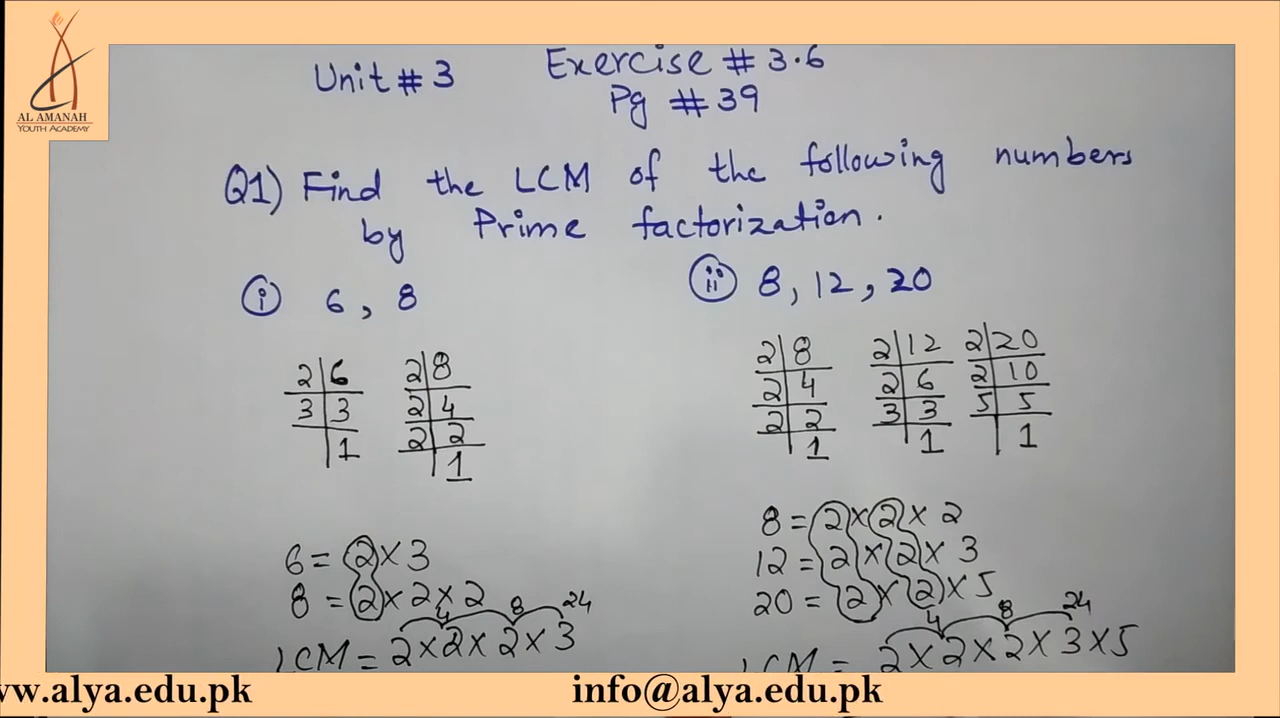 AL AMANAH
YOUTH ACADEMY
Unit # 3 Exercise # 3.6
Pg # 39
Q1) Find the LCM of the following numbers
by Prime factorization.
i 6, 8
2 6
3 3
1
2 8
2 4
2 2
1
6 = 2 × 3
8 = 2 × 2 × 2
4 8 24
LCM = 2 × 2 × 2 × 3
ii 8, 12, 20
2 8
2 4
2 2
1
2 12
2 6
3 3
1
2 20
2 10
5 5
1
8 = 2 × 2 × 2
12 = 2 × 2 × 3
20 = 2 × 2 × 5
4 8 24
LCM = 2 × 2 × 2 × 3 × 5
ww.alya.edu.pk info@alya.edu.pk